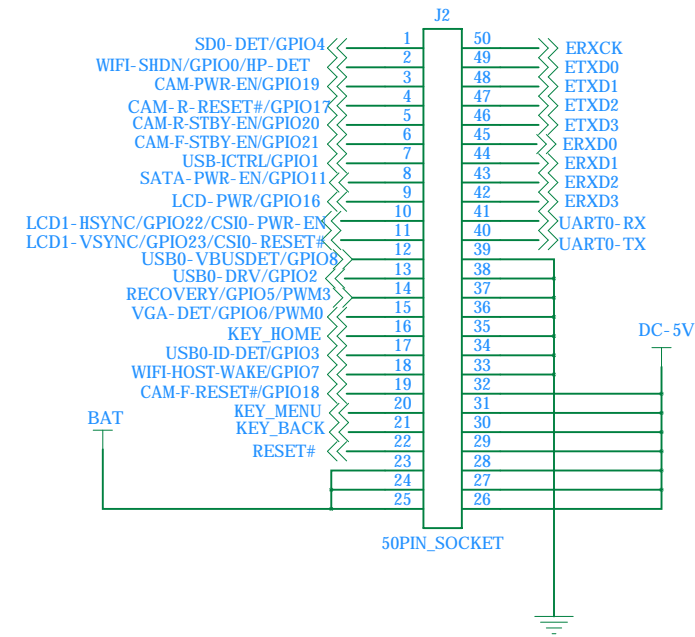 J2
SD0-DET/GPIO4 1 50 ERXCK
WIFI-SHDN/GPIO0/HP-DET 2 49 ETXD0
CAM-PWR-EN/GPIO19 3 48 ETXD1
CAM-R-RESET#/GPIO17 4 47 ETXD2
CAM-R-STBY-EN/GPIO20 5 46 ETXD3
CAM-F-STBY-EN/GPIO21 6 45 ERXD0
USB-ICTRL/GPIO1 7 44 ERXD1
SATA-PWR-EN/GPIO11 8 43 ERXD2
LCD-PWR/GPIO16 9 42 ERXD3
LCD1-HSYNC/GPIO22/CSI0-PWR-EN 10 41 UART0-RX
LCD1-VSYNC/GPIO23/CSI0-RESET# 11 40 UART0-TX
USB0-VBUSDET/GPIO8 12 39
USB0-DRV/GPIO2 13 38
RECOVERY/GPIO5/PWM3 14 37
VGA-DET/GPIO6/PWM0 15 36
KEY_HOME 16 35
DC-5V
USB0-ID-DET/GPIO3 17 34
WIFI-HOST-WAKE/GPIO7 18 33
CAM-F-RESET#/GPIO18 19 32
KEY_MENU 20 31
BAT
KEY_BACK 21 30
RESET# 22 29
23 28
24 27
25 26
50PIN_SOCKET